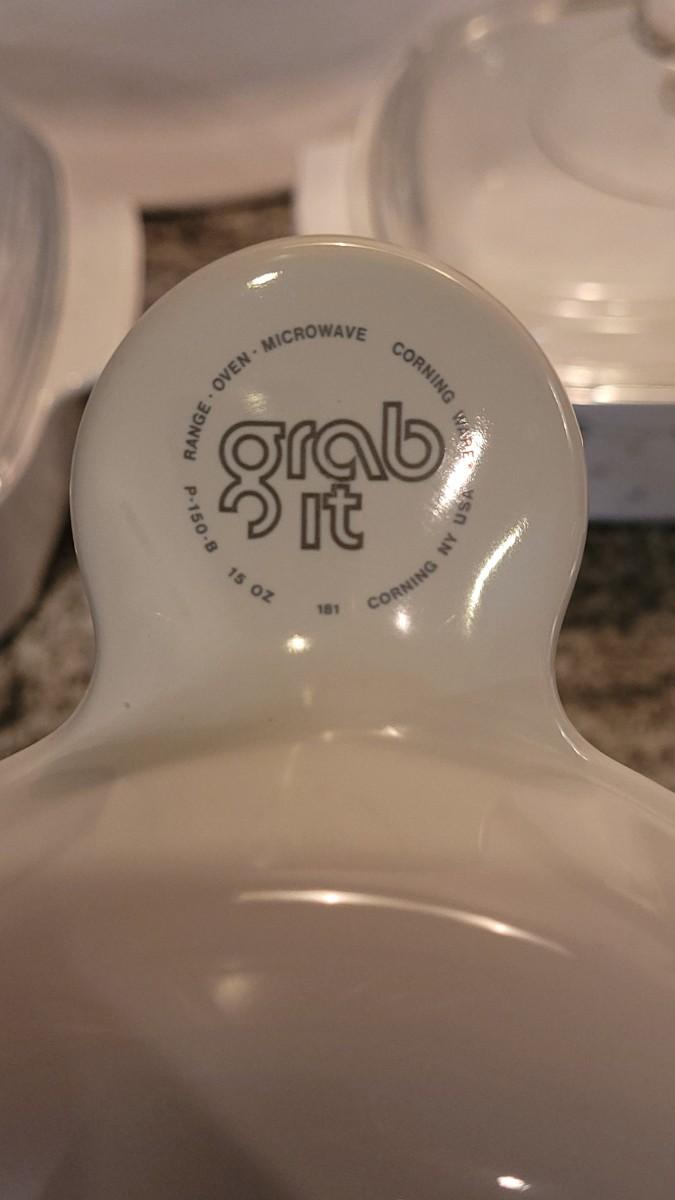 RANGE · OVEN · MICROWAVE
CORNING WARE
grab
it
P-150-B
15 OZ
181
CORNING NY USA